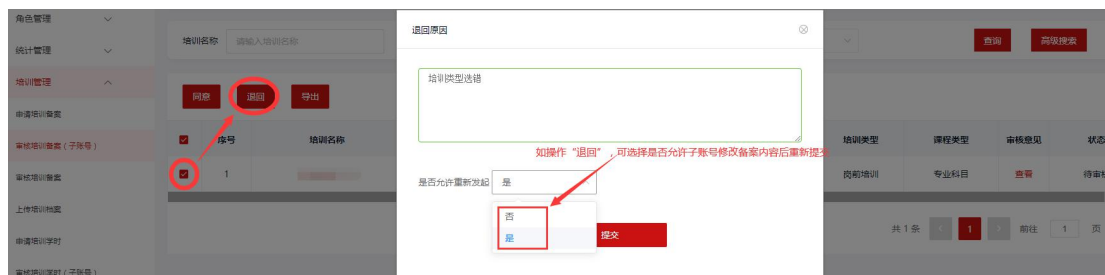 角色管理
统计管理
培训管理
申请培训备案
审核培训备案（子账号）
审核培训备案
上传培训档案
申请培训学时
审核培训学时（子账号）
培训名称 请输入培训名称
查询 高级搜索
同意 退回 导出
序号 培训名称 培训类型 课程类型 审核意见 状态
1 岗前培训 专业科目 查看 待审核
共 1 条 1 前往 1 页
退回原因
培训类型选错
如操作“退回”，可选择是否允许子账号修改备案内容后重新提交
是否允许重新发起 是
否
是
提交